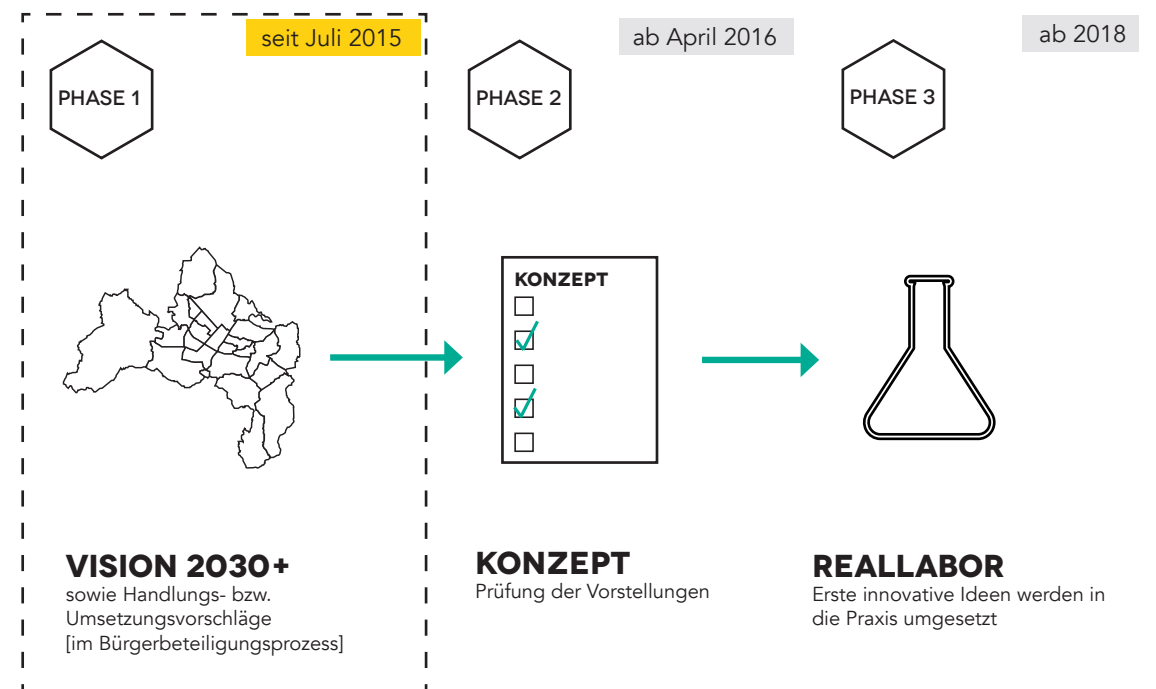 seit Juli 2015
PHASE 1
VISION 2030+
sowie Handlungs- bzw.
Umsetzungsvorschläge
[im Bürgerbeteiligungsprozess]
ab April 2016
PHASE 2
KONZEPT
KONZEPT
Prüfung der Vorstellungen
ab 2018
PHASE 3
REALLABOR
Erste innovative Ideen werden in
die Praxis umgesetzt